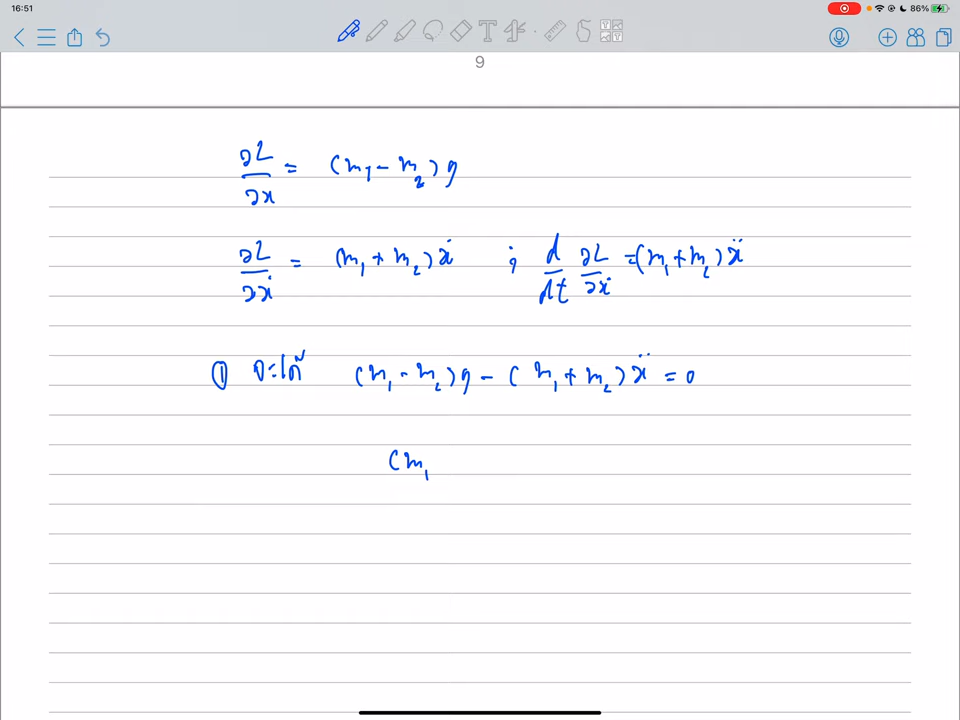 16:51
86%
9
∂L/∂x = (m₁ - m₂) g
∂L/∂ẋ = (m₁ + m₂) ẋ ; d/dt ∂L/∂ẋ = (m₁ + m₂) ẍ
① จะได้ (m₁ - m₂) g - (m₁ + m₂) ẍ = 0
(m₁